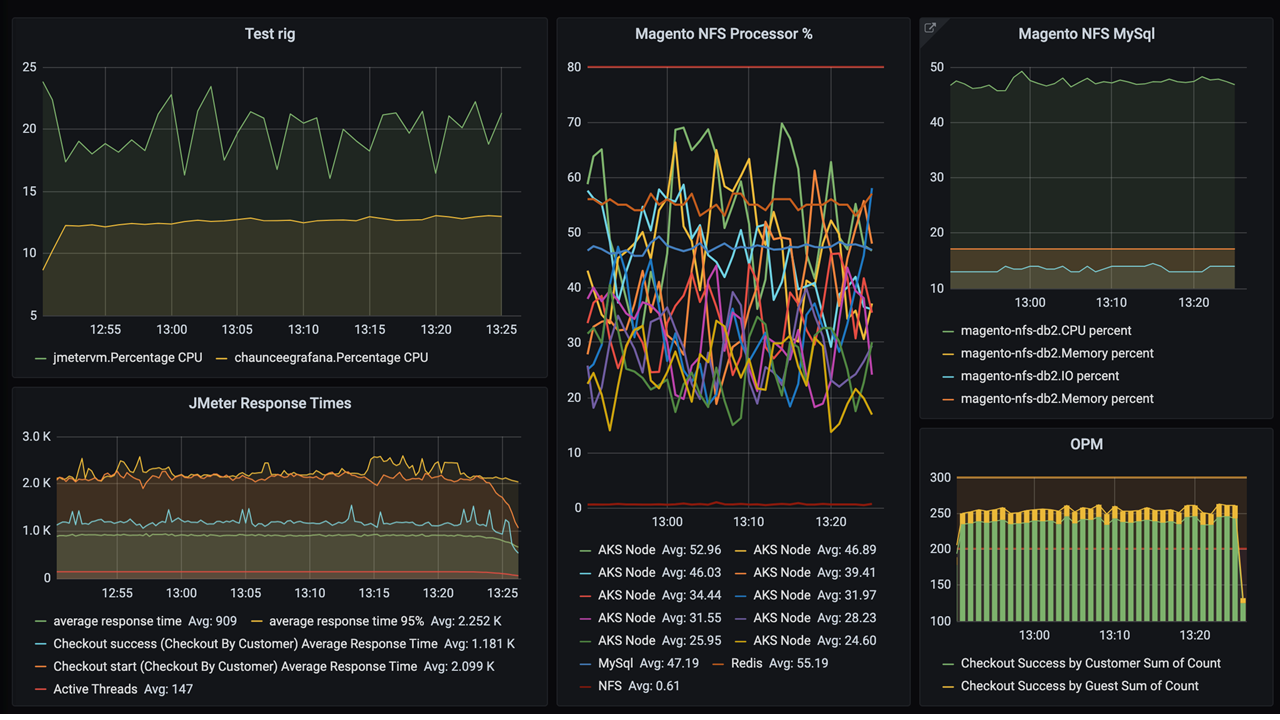 Test rig
25
20
15
10
5
12:55 13:00 13:05 13:10 13:15 13:20 13:25
jmetervm.Percentage CPU chaunceegrafana.Percentage CPU
JMeter Response Times
3.0 K
2.0 K
1.0 K
0
12:55 13:00 13:05 13:10 13:15 13:20 13:25
average response time Avg: 909 average response time 95% Avg: 2.252 K
Checkout success (Checkout By Customer) Average Response Time Avg: 1.181 K
Checkout start (Checkout By Customer) Average Response Time Avg: 2.099 K
Active Threads Avg: 147
Magento NFS Processor %
80
70
60
50
40
30
20
10
0
13:00 13:10 13:20
AKS Node Avg: 52.96 AKS Node Avg: 46.89
AKS Node Avg: 46.03 AKS Node Avg: 39.41
AKS Node Avg: 34.44 AKS Node Avg: 31.97
AKS Node Avg: 31.55 AKS Node Avg: 28.23
AKS Node Avg: 25.95 AKS Node Avg: 24.60
MySql Avg: 47.19 Redis Avg: 55.19
NFS Avg: 0.61
Magento NFS MySql
50
40
30
20
10
13:00 13:10 13:20
magento-nfs-db2.CPU percent
magento-nfs-db2.Memory percent
magento-nfs-db2.IO percent
magento-nfs-db2.Memory percent
OPM
300
250
200
150
100
13:00 13:10 13:20
Checkout Success by Customer Sum of Count
Checkout Success by Guest Sum of Count